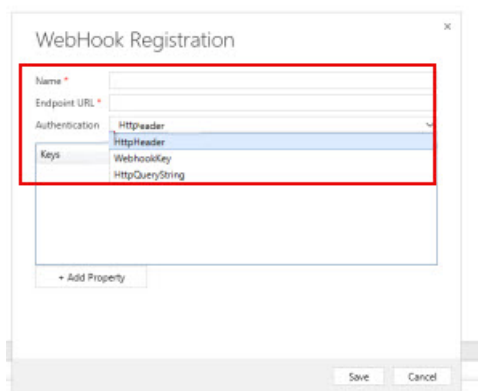 ×
WebHook Registration
Name *
Endpoint URL *
Authentication HttpHeader
HttpHeader
Keys
WebhookKey
HttpQueryString
+ Add Property
Save Cancel